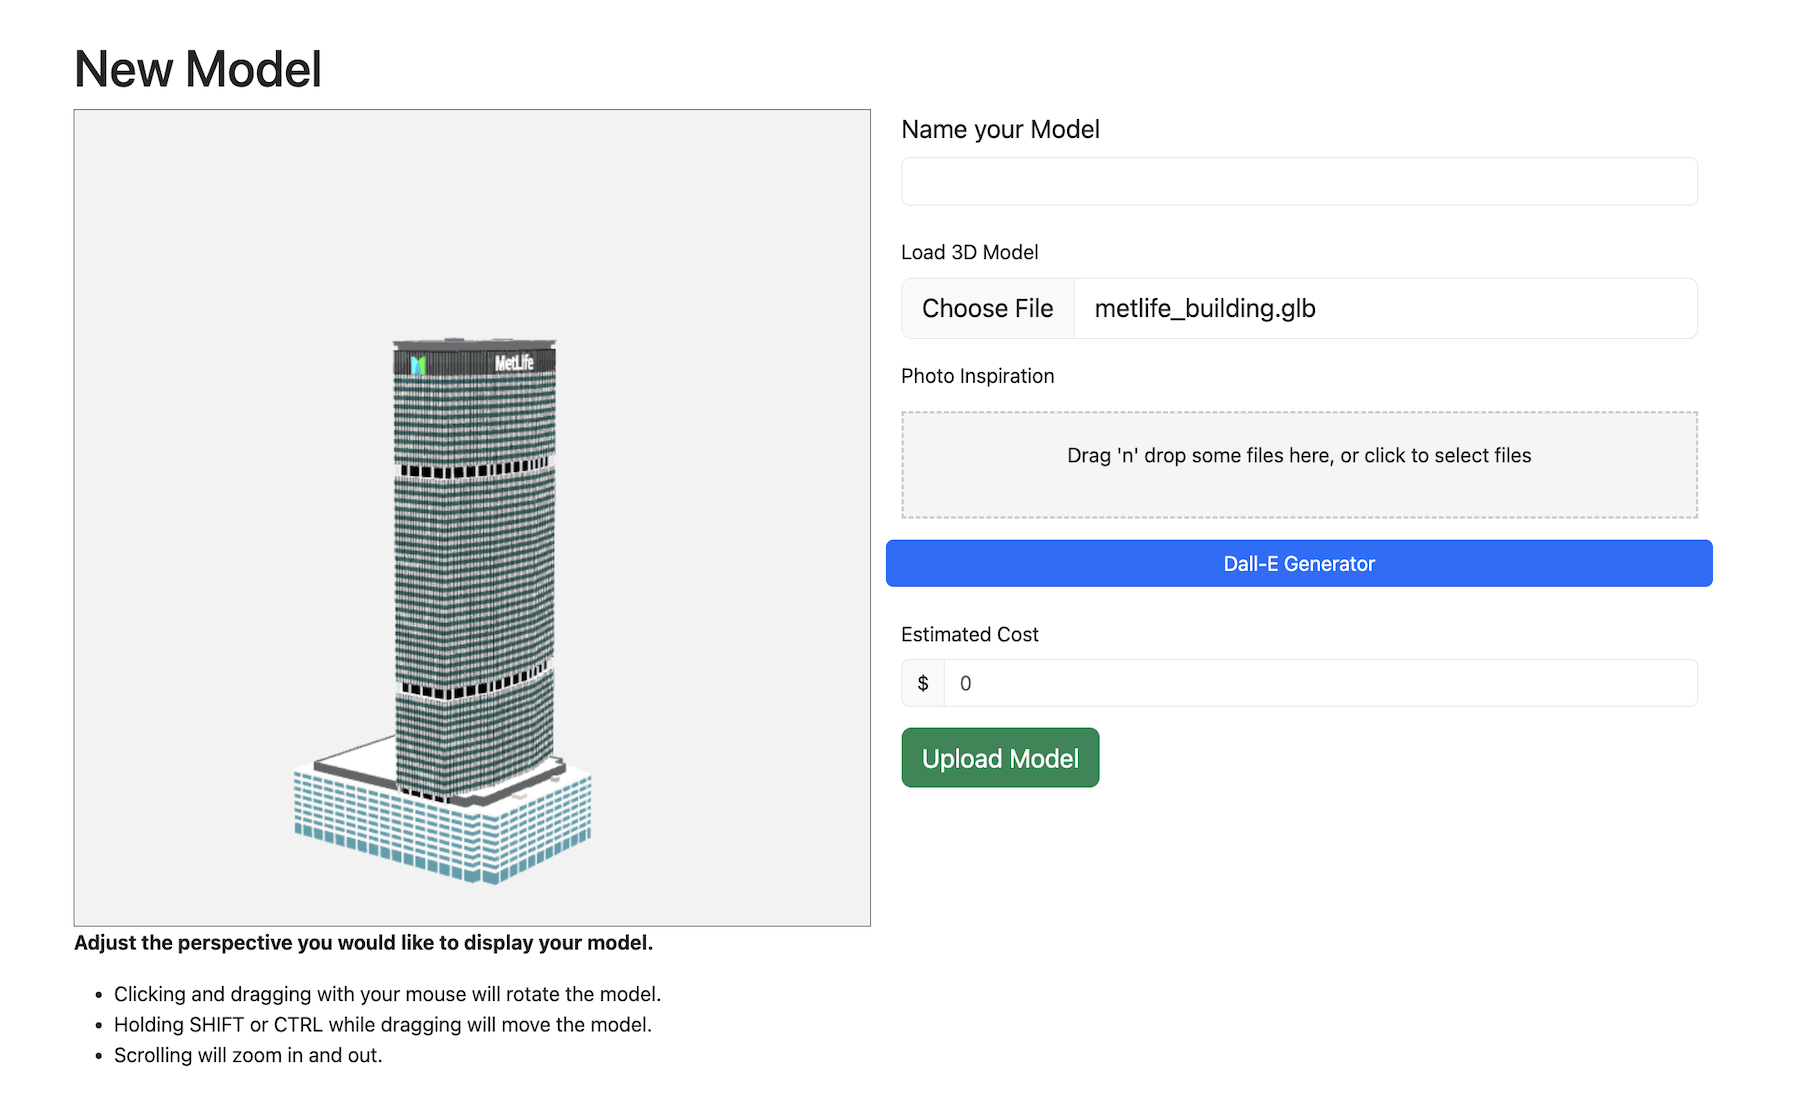 New Model
MetLife
Adjust the perspective you would like to display your model.
• Clicking and dragging with your mouse will rotate the model.
• Holding SHIFT or CTRL while dragging will move the model.
• Scrolling will zoom in and out.
Name your Model
Load 3D Model
Choose File metlife_building.glb
Photo Inspiration
Drag 'n' drop some files here, or click to select files
Dall-E Generator
Estimated Cost
$ 0
Upload Model